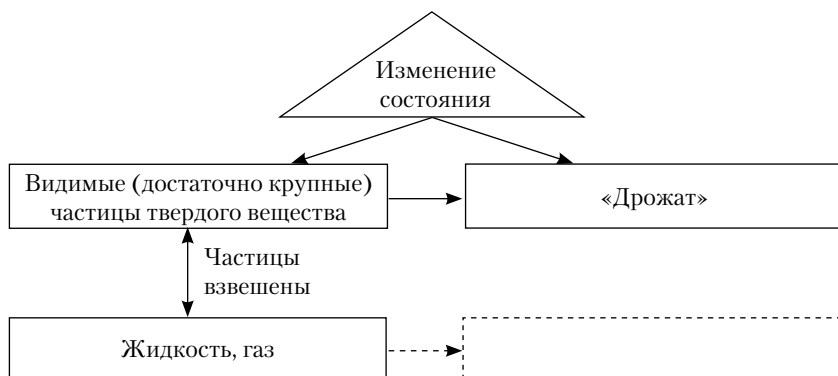 Изменение
состояния
Видимые (достаточно крупные)
частицы твердого вещества
«Дрожат»
Частицы
взвешены
Жидкость, газ